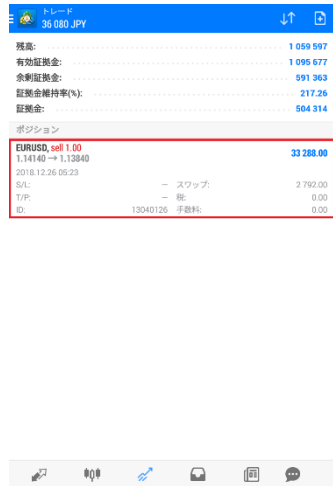 トレード
36 080 JPY
残高: 1 059 597
有効証拠金: 1 095 677
余剰証拠金: 591 363
証拠金維持率(%): 217.26
証拠金: 504 314
ポジション
EURUSD, sell 1.00 33 288.00
1.14140 → 1.13840
2018.12.26 05:23
S/L: – スワップ: 2 792.00
T/P: – 税: 0.00
ID: 13040126 手数料: 0.00